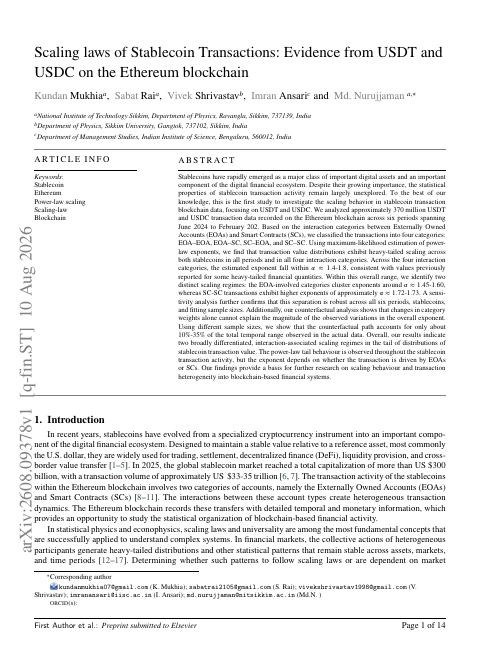 Scaling laws of Stablecoin Transactions: Evidence from USDT and
USDC on the Ethereum blockchain
Kundan Mukhia^a, Sabat Rai^a, Vivek Shrivastav^b, Imran Ansari^c and Md. Nurujjaman ^a,*
^aNational Institute of Technology Sikkim, Department of Physics, Ravangla, Sikkim, 737139, India
^bDepartment of Physics, Sikkim University, Gangtok, 737102, Sikkim, India
^cDepartment of Management Studies, Indian Institute of Science, Bengaluru, 560012, India
ARTICLE INFO
Keywords:
Stablecoin
Ethereum
Power-law scaling
Scaling-law
Blockchain
ABSTRACT
Stablecoins have rapidly emerged as a major class of important digital assets and an important
component of the digital financial ecosystem. Despite their growing importance, the statistical
properties of stablecoin transaction activity remain largely unexplored. To the best of our
knowledge, this is the first study to investigate the scaling behavior in stablecoin transaction
blockchain data, focusing on USDT and USDC. We analyzed approximately 370 million USDT
and USDC transaction data recorded on the Ethereum blockchain across six periods spanning
June 2024 to February 202. Based on the interaction categories between Externally Owned
Accounts (EOAs) and Smart Contracts (SCs), we classified the transactions into four categories:
EOA–EOA, EOA–SC, SC-EOA, and SC–SC. Using maximum-likelihood estimation of power-
law exponents, we find that transaction value distributions exhibit heavy-tailed scaling across
both stablecoins in all periods and in all four interaction categories. Across the four interaction
categories, the estimated exponent fall within α ≈ 1.4-1.8, consistent with values previously
reported for some heavy-tailed financial quantities. Within this overall range, we identify two
distinct scaling regimes: the EOA-involved categories cluster exponents around α ≈ 1.45-1.60,
whereas SC-SC transactions exhibit higher exponents of approximately α ≈ 1.72-1.73. A sensi-
tivity analysis further confirms that this separation is robust across all six periods, stablecoins,
and fitting sample sizes. Additionally, our counterfactual analysis shows that changes in category
weights alone cannot explain the magnitude of the observed variations in the overall exponent.
Using different sample sizes, we show that the counterfactual path accounts for only about
10%-35% of the total temporal range observed in the actual data. Overall, our results indicate
two broadly differentiated, interaction-associated scaling regimes in the tail of distributions
of stablecoin transaction value. The power-law tail behaviour is observed throughout the stablecoin
transaction activity, but the exponent depends on whether the transaction is driven by EOAs
or SCs. Our findings provide a basis for further research on scaling behaviour and transaction
heterogeneity into blockchain-based financial systems.
1. Introduction
In recent years, stablecoins have evolved from a specialized cryptocurrency instrument into an important compo-
nent of the digital financial ecosystem. Designed to maintain a stable value relative to a reference asset, most commonly
the U.S. dollar, they are widely used for trading, settlement, decentralized finance (DeFi), liquidity provision, and cross-
border value transfer [1–5]. In 2025, the global stablecoin market reached a total capitalization of more than US $300
billion, with a transaction volume of approximately US $33-35 trillion [6, 7]. The transaction activity of the stablecoins
within the Ethereum blockchain involves two categories of accounts, namely the Externally Owned Accounts (EOAs)
and Smart Contracts (SCs) [8–11]. The interactions between these account types create heterogeneous transaction
dynamics. The Ethereum blockchain records these transfers with detailed temporal and monetary information, which
provides an opportunity to study the statistical organization of blockchain-based financial activity.
In statistical physics and econophysics, scaling laws and universality are among the most fundamental concepts that
are successfully applied to understand complex systems. In financial markets, the collective actions of heterogeneous
participants generate heavy-tailed distributions and other statistical patterns that remain stable across assets, markets,
and time periods [12–17]. Determining whether such patterns to follow scaling laws or are dependent on market
*Corresponding author
kundanmukhia07@gmail.com (K. Mukhia); sabatrai2105@gmail.com (S. Rai); vivekshrivastav1998@gmail.com (V.
Shrivastav); imranansari@iisc.ac.in (I. Ansari); md.nurujjaman@nitsikkim.ac.in (Md.N. )
ORCID(s):
First Author et al.: Preprint submitted to Elsevier
Page 1 of 14
arXiv:2608.09378v1 [q-fin.ST] 10 Aug 2026